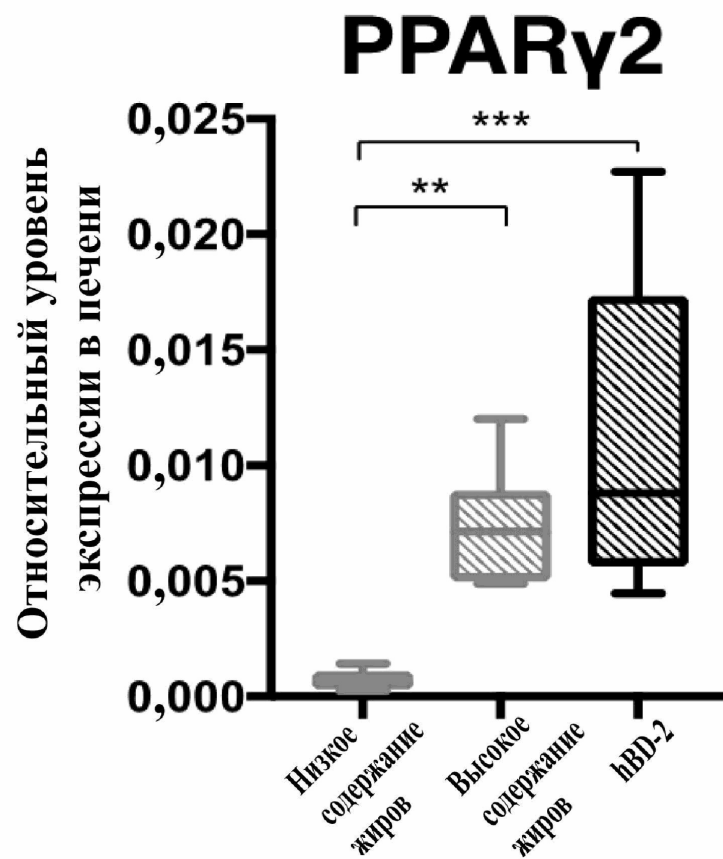 PPARγ2
Относительный уровень
экспрессии в печени
0,025
0,020
0,015
0,010
0,005
0,000
***
**
Низкое
содержание
жиров
Высокое
содержание
жиров
hBD-2